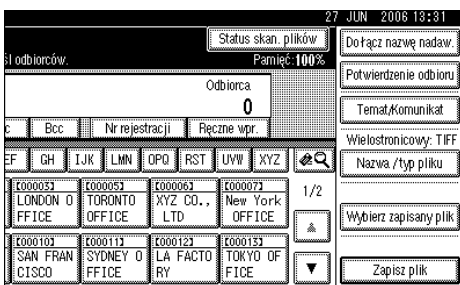 27 JUN 2006 13:31
Status skan. plików
Dołącz nazwę nadaw.
śl odbiorców.
Pamięć:100%
Potwierdzenie odbioru
Odbiorca
0
Temat/Komunikat
c Bcc Nr rejestracji Ręczne wpr.
Wielostronicowy: TIFF
EF GH IJK LMN OPQ RST UVW XYZ
Nazwa / typ pliku
[00003] [00005] [00006] [00007]
LONDON O TORONTO XYZ CO., New York
FFICE OFFICE LTD OFFICE
1/2
Wybierz zapisany plik
[00010] [00011] [00012] [00013]
SAN FRAN SYDNEY O LA FACTO TOKYO OF
CISCO FFICE RY FICE
Zapisz plik